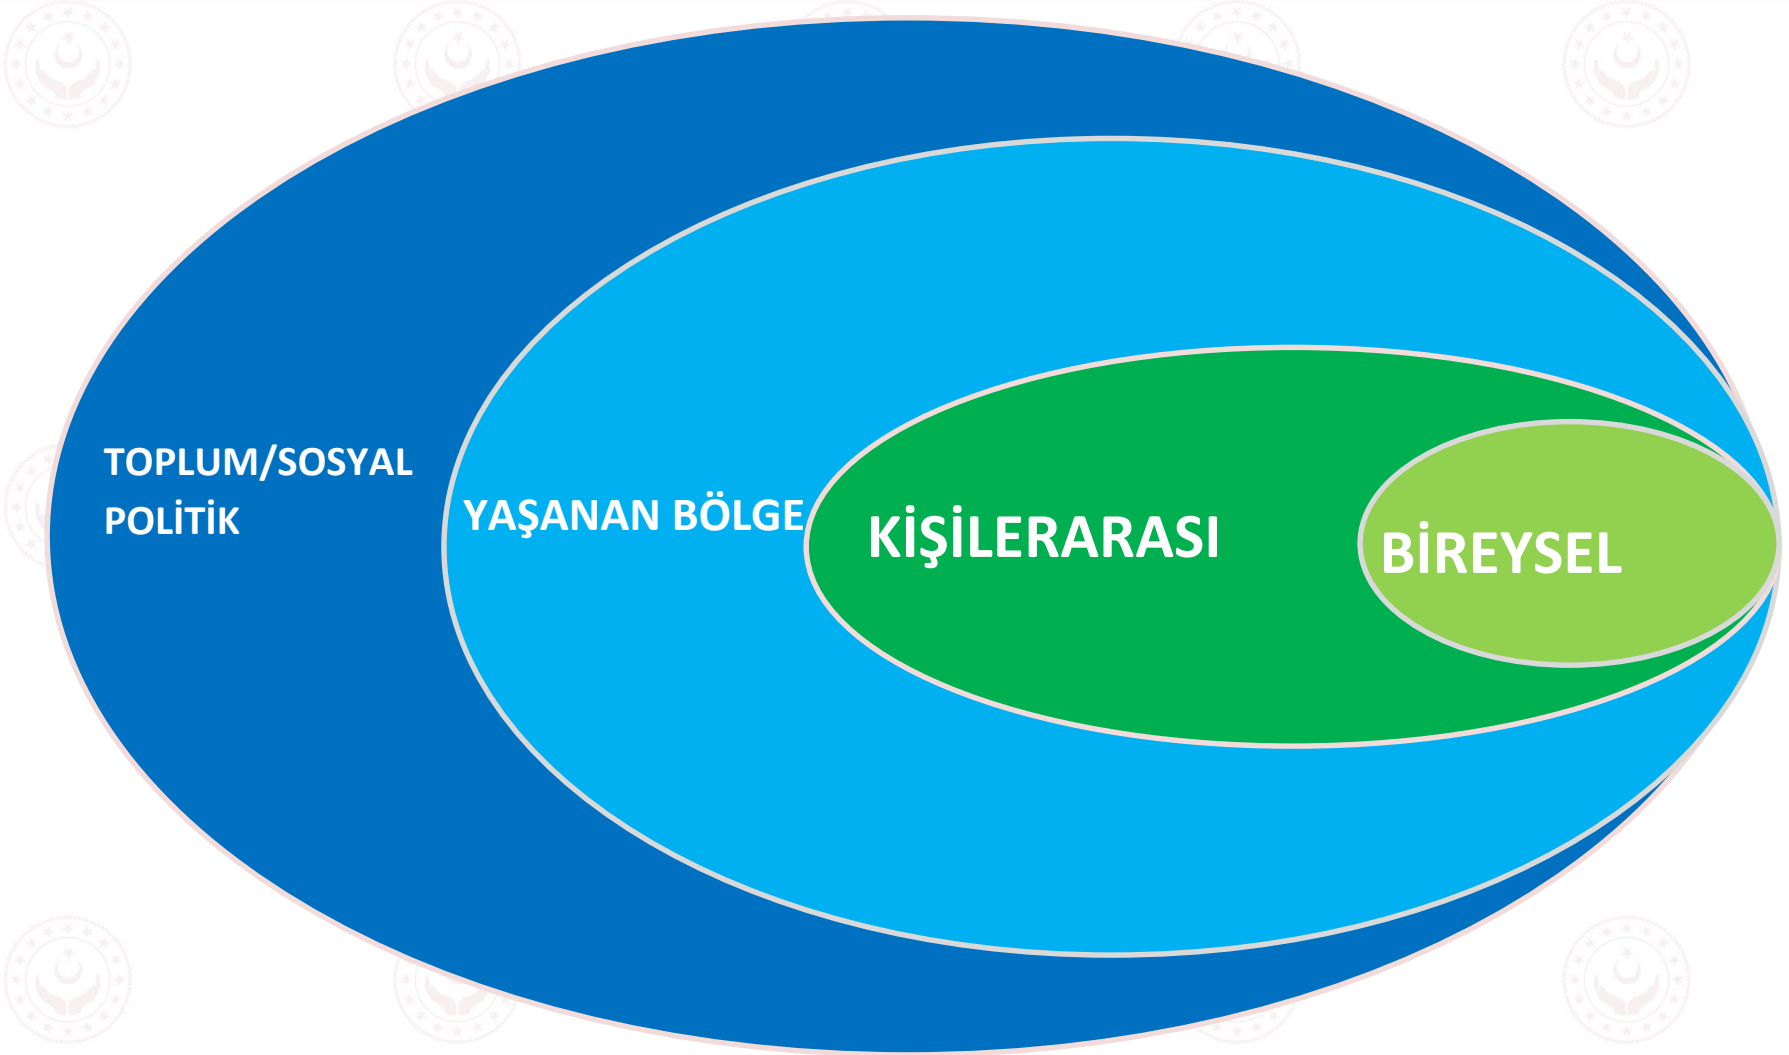 TOPLUM/SOSYAL
POLİTİK
YAŞANAN BÖLGE
KİŞİLERARASI
BİREYSEL